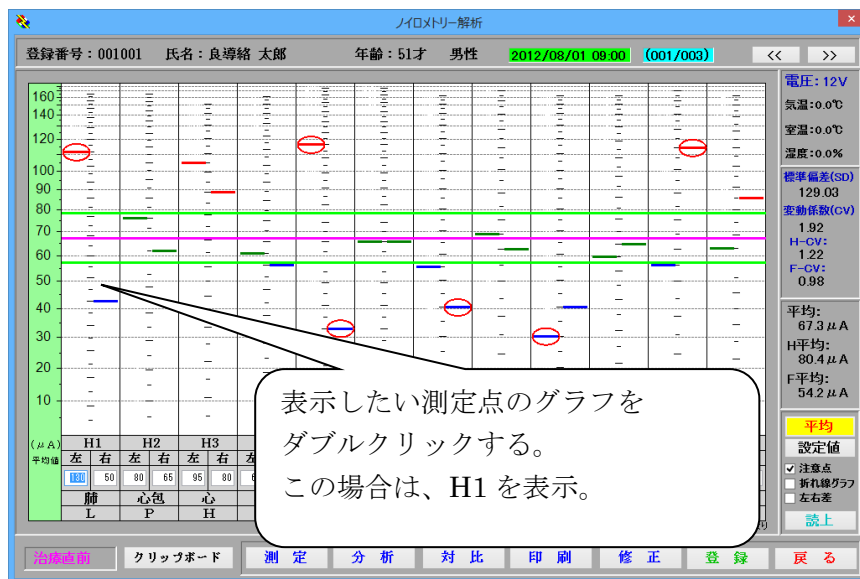 ノイロメトリー解析
×
登録番号:001001 氏名:良導絡 太郎 年齢:51才 男性 2012/08/01 09:00 (001/003) << >>
160
140
120
100
90
80
70
60
50
40
30
20
10
(μA) H1 H2 H3
平均値 左 右 左 右 左 右 左
130 50 80 65 95 80
肺 心包 心
L P H
表示したい測定点のグラフを
ダブルクリックする。
この場合は、H1を表示。
電圧:12V
気温:0.0℃
室温:0.0℃
湿度:0.0%
標準偏差(SD)
129.03
変動係数(CV)
1.92
H-CV:
1.22
F-CV:
0.98
平均:
67.3μA
H平均:
80.4μA
F平均:
54.2μA
平均
設定値
注意点
折れ線グラフ
左右差
読上
治療直前 クリップボード 測 定 分 析 対 比 印 刷 修 正 登 録 戻 る